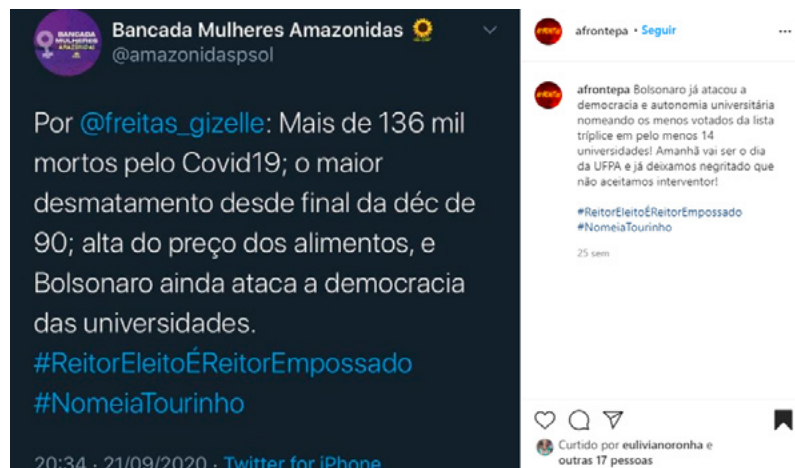 BANCADA
MULHERES
AMAZÔNIDAS
Bancada Mulheres Amazonidas 🌻
@amazonidaspsol
Por @freitas_gizelle: Mais de 136 mil
mortos pelo Covid19; o maior
desmatamento desde final da déc de
90; alta do preço dos alimentos, e
Bolsonaro ainda ataca a democracia
das universidades.
#ReitorEleitoÉReitorEmpossado
#NomeiaTourinho
20:34 · 21/09/2020 · Twitter for iPhone
afrontepa • Seguir
afrontepa Bolsonaro já atacou a
democracia e autonomia universitária
nomeando os menos votados da lista
tríplice em pelo menos 14
universidades! Amanhã vai ser o dia
da UFPA e já deixamos negritado que
não aceitamos interventor!
#ReitorEleitoÉReitorEmpossado
#NomeiaTourinho
25 sem
Curtido por eulivianoronha e
outras 17 pessoas